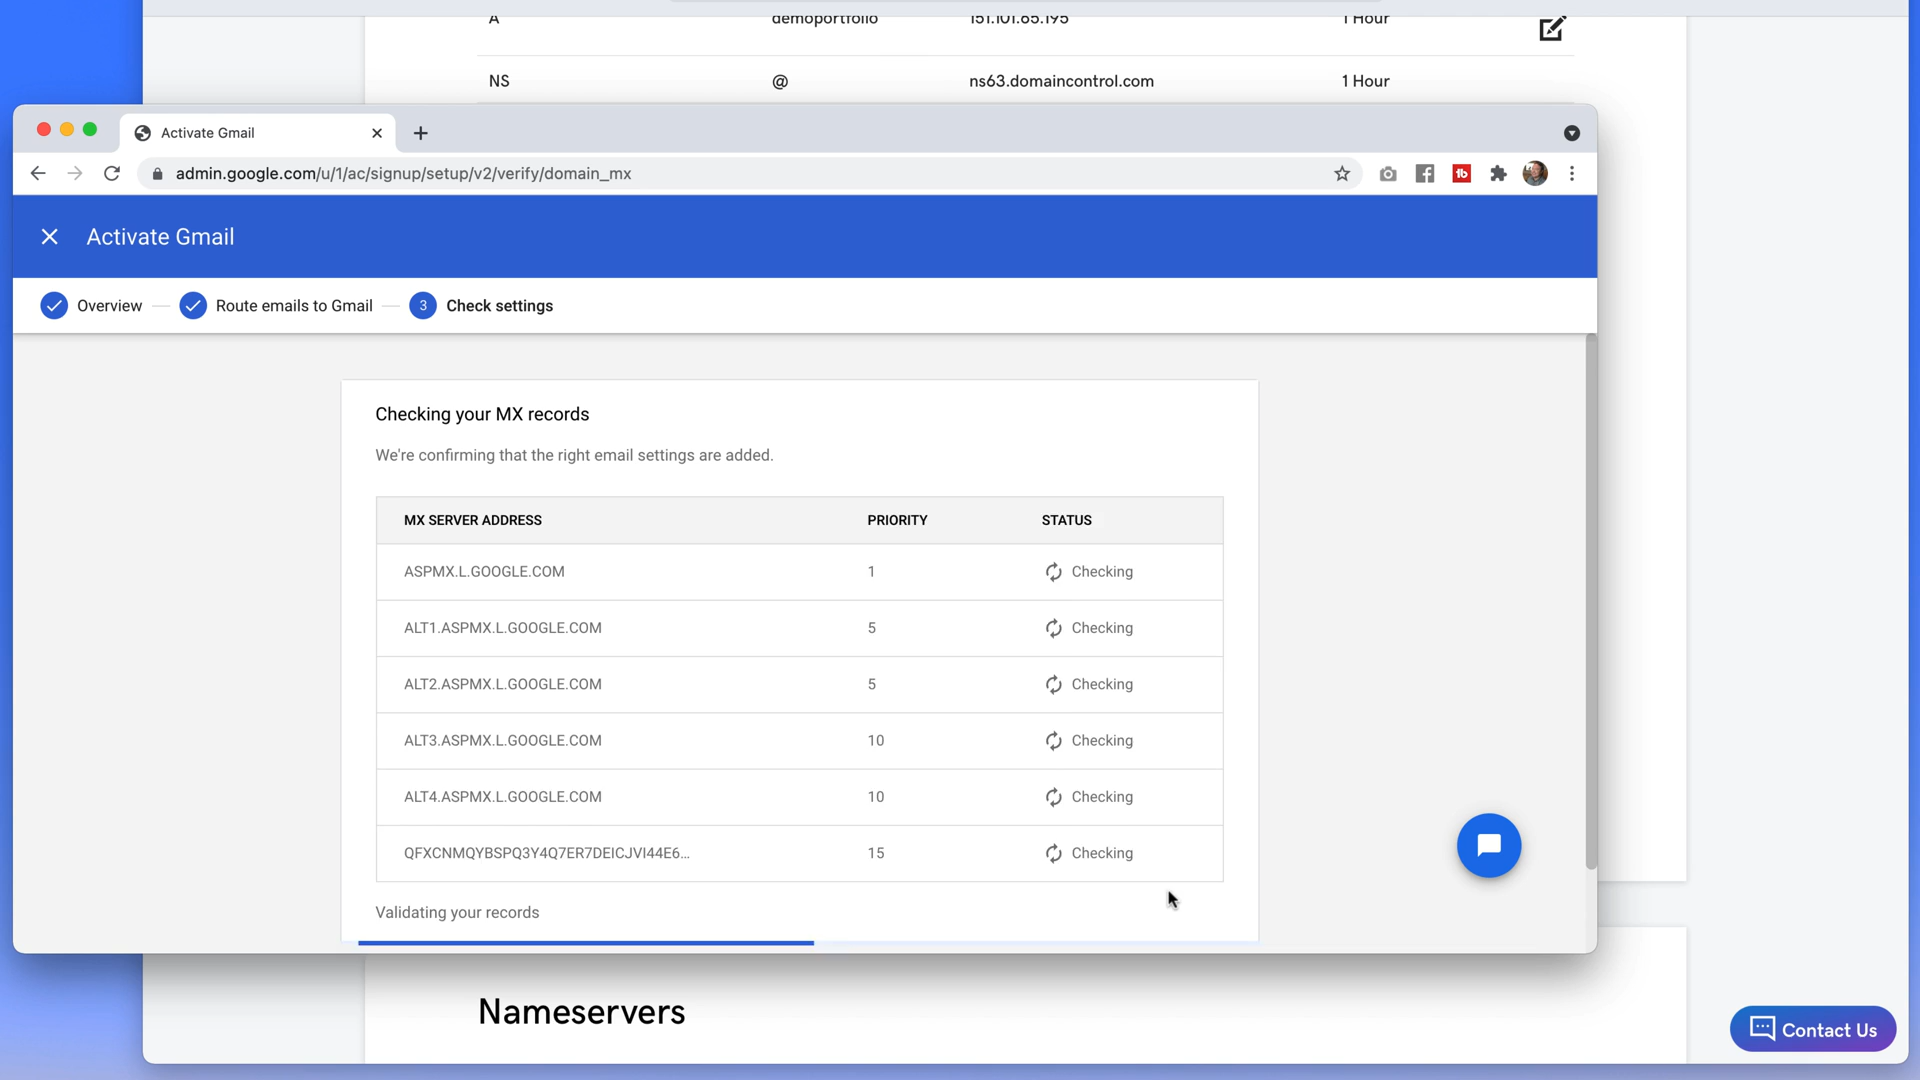 A demoportfolio 151.101.65.195 1 Hour
NS @ ns63.domaincontrol.com 1 Hour
Activate Gmail
admin.google.com/u/1/ac/signup/setup/v2/verify/domain_mx
Activate Gmail
Overview
Route emails to Gmail
3 Check settings
Checking your MX records
We're confirming that the right email settings are added.
MX SERVER ADDRESS PRIORITY STATUS
ASPMX.L.GOOGLE.COM 1 Checking
ALT1.ASPMX.L.GOOGLE.COM 5 Checking
ALT2.ASPMX.L.GOOGLE.COM 5 Checking
ALT3.ASPMX.L.GOOGLE.COM 10 Checking
ALT4.ASPMX.L.GOOGLE.COM 10 Checking
QFXCNMQYBSPQ3Y4Q7ER7DEICJVI44E6... 15 Checking
Validating your records
Nameservers
Contact Us